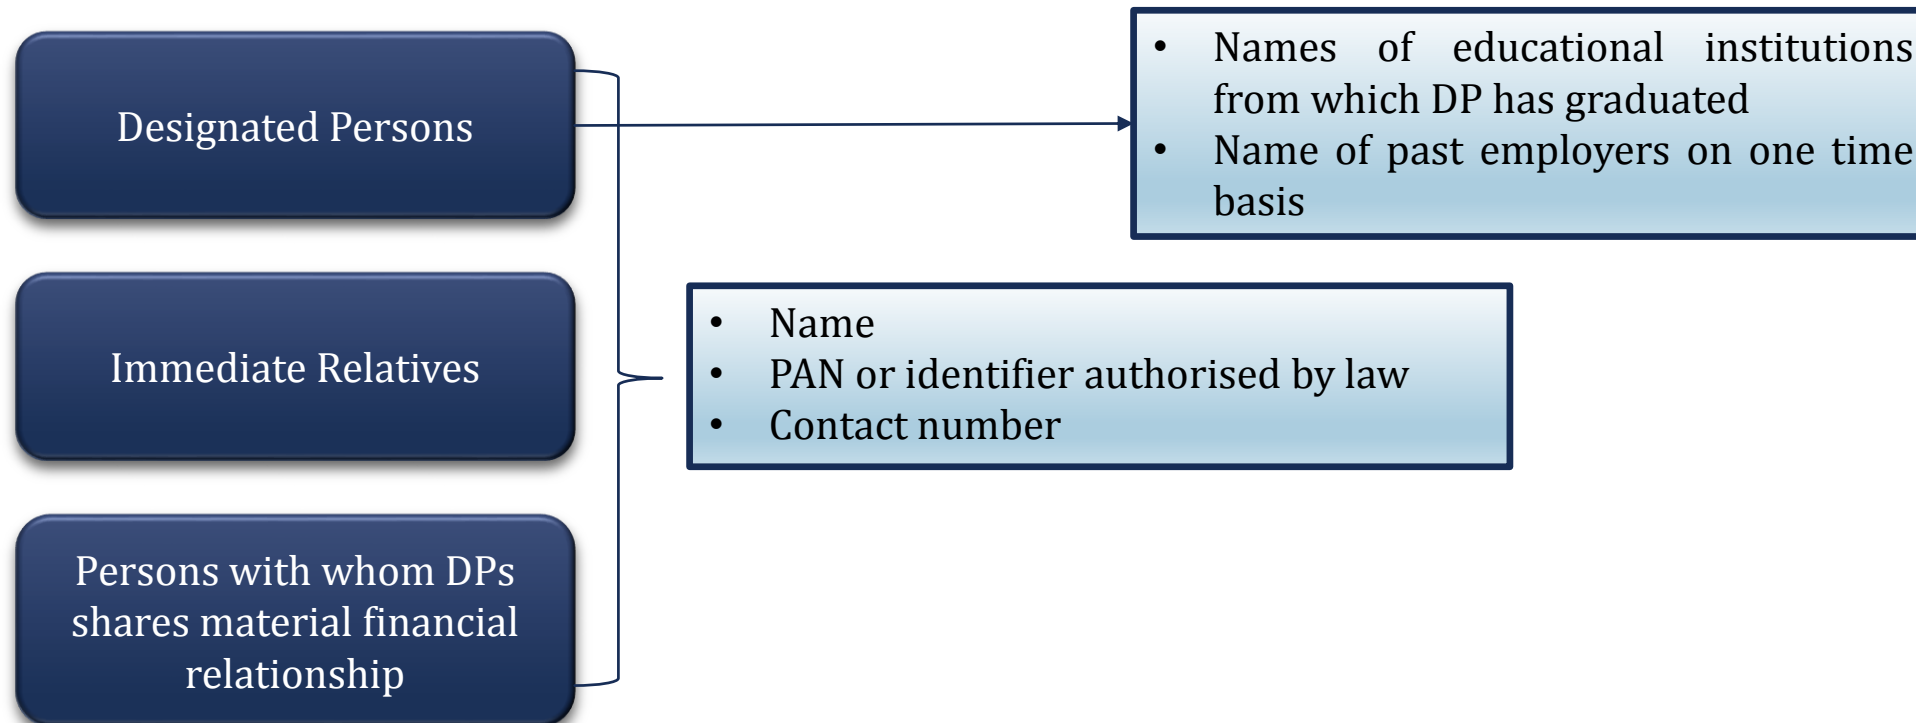 Designated Persons
• Names of educational institutions
from which DP has graduated
• Name of past employers on one time
basis
Immediate Relatives
• Name
• PAN or identifier authorised by law
• Contact number
Persons with whom DPs
shares material financial
relationship